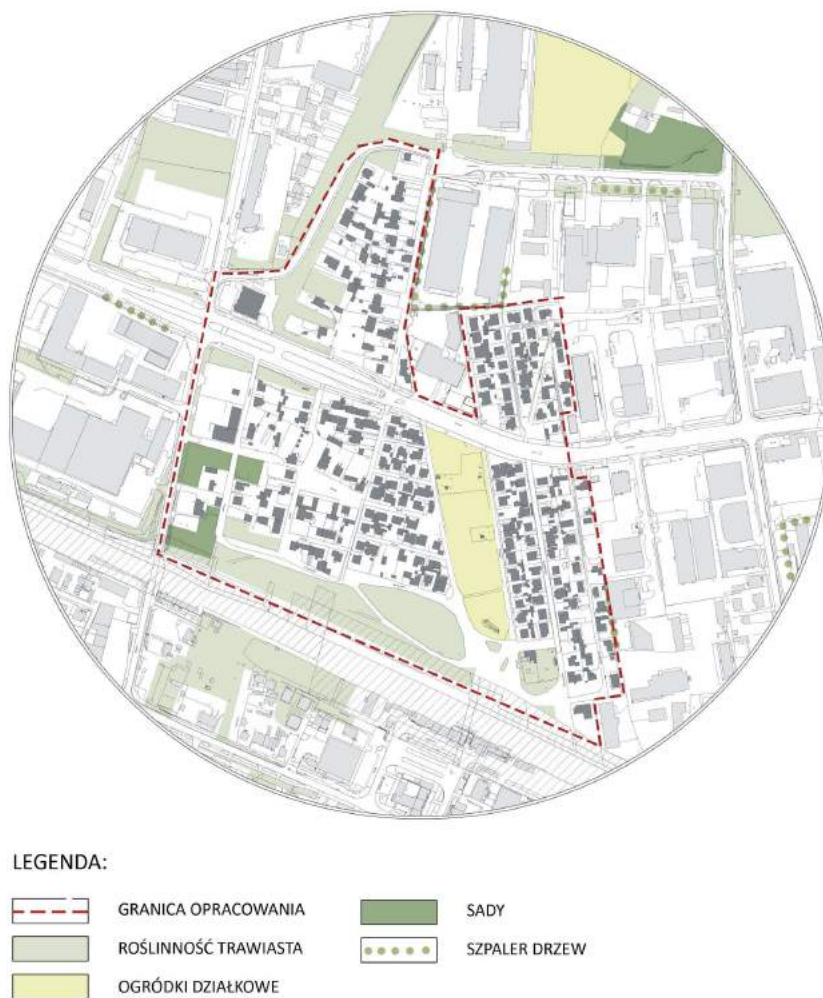 LEGENDA:
GRANICA OPRACOWANIA
ROŚLINNOŚĆ TRAWIASTA
OGRÓDKI DZIAŁKOWE
SADY
SZPALER DRZEW